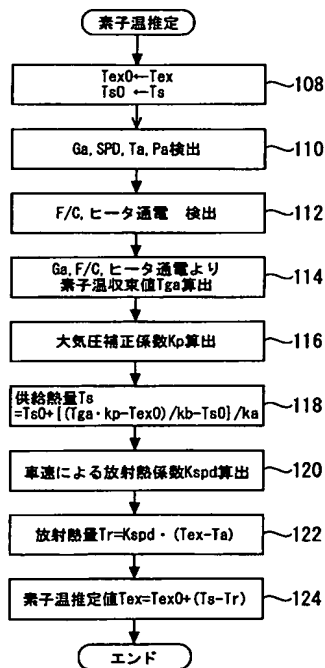 素子温推定
Tex0←Tex
Ts0 ←Ts
108
Ga,SPD,Ta,Pa検出
110
F/C,ヒータ通電 検出
112
Ga,F/C,ヒータ通電より
素子温収束値Tga算出
114
大気圧補正係数Kp算出
116
供給熱量Ts
=Ts0+[(Tga・kp-Tex0)/kb-Ts0}/ka
118
車速による放射熱係数Kspd算出
120
放射熱量Tr=Kspd・(Tex-Ta)
122
素子温推定値Tex=Tex0+(Ts-Tr)
124
エンド